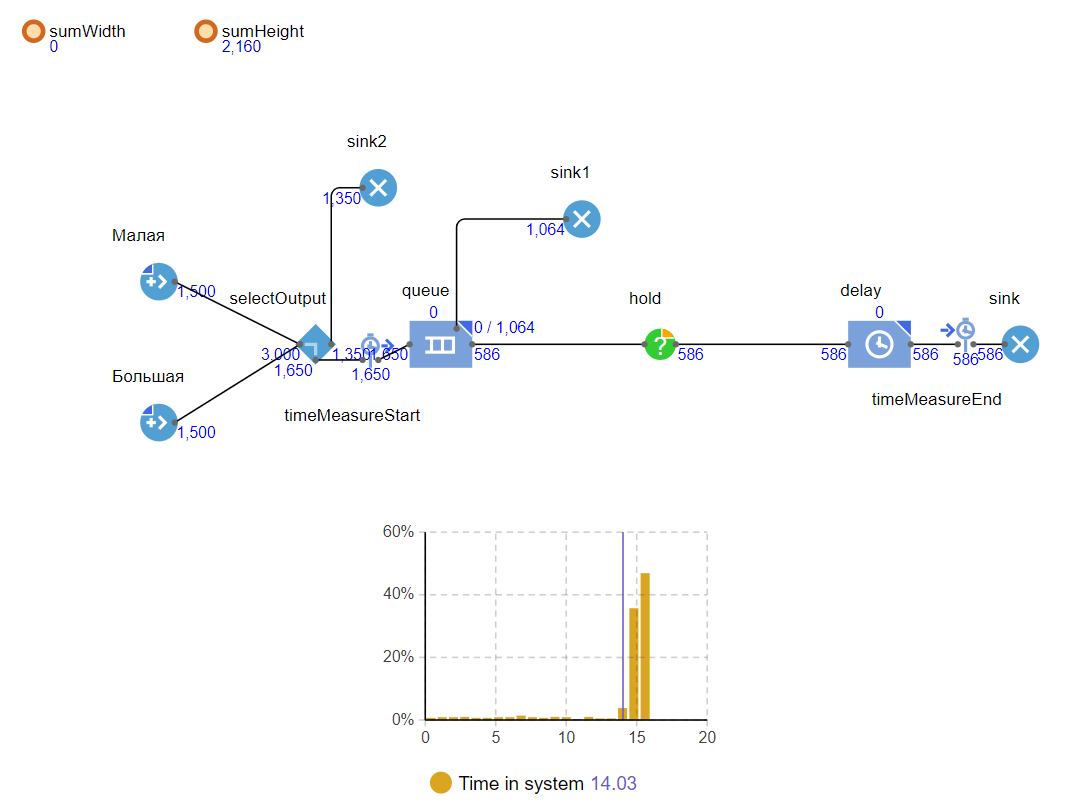 sumWidth
0
sumHeight
2,160
sink2
1,350
sink1
1,064
Малая
1,500
selectOutput
3,000
1,350
1,650
1,650
1,650
timeMeasureStart
queue
0
0 / 1,064
586
hold
586
delay
0
586
586
586
586
sink
timeMeasureEnd
Большая
1,500
60%
40%
20%
0%
0
5
10
15
20
Time in system 14.03